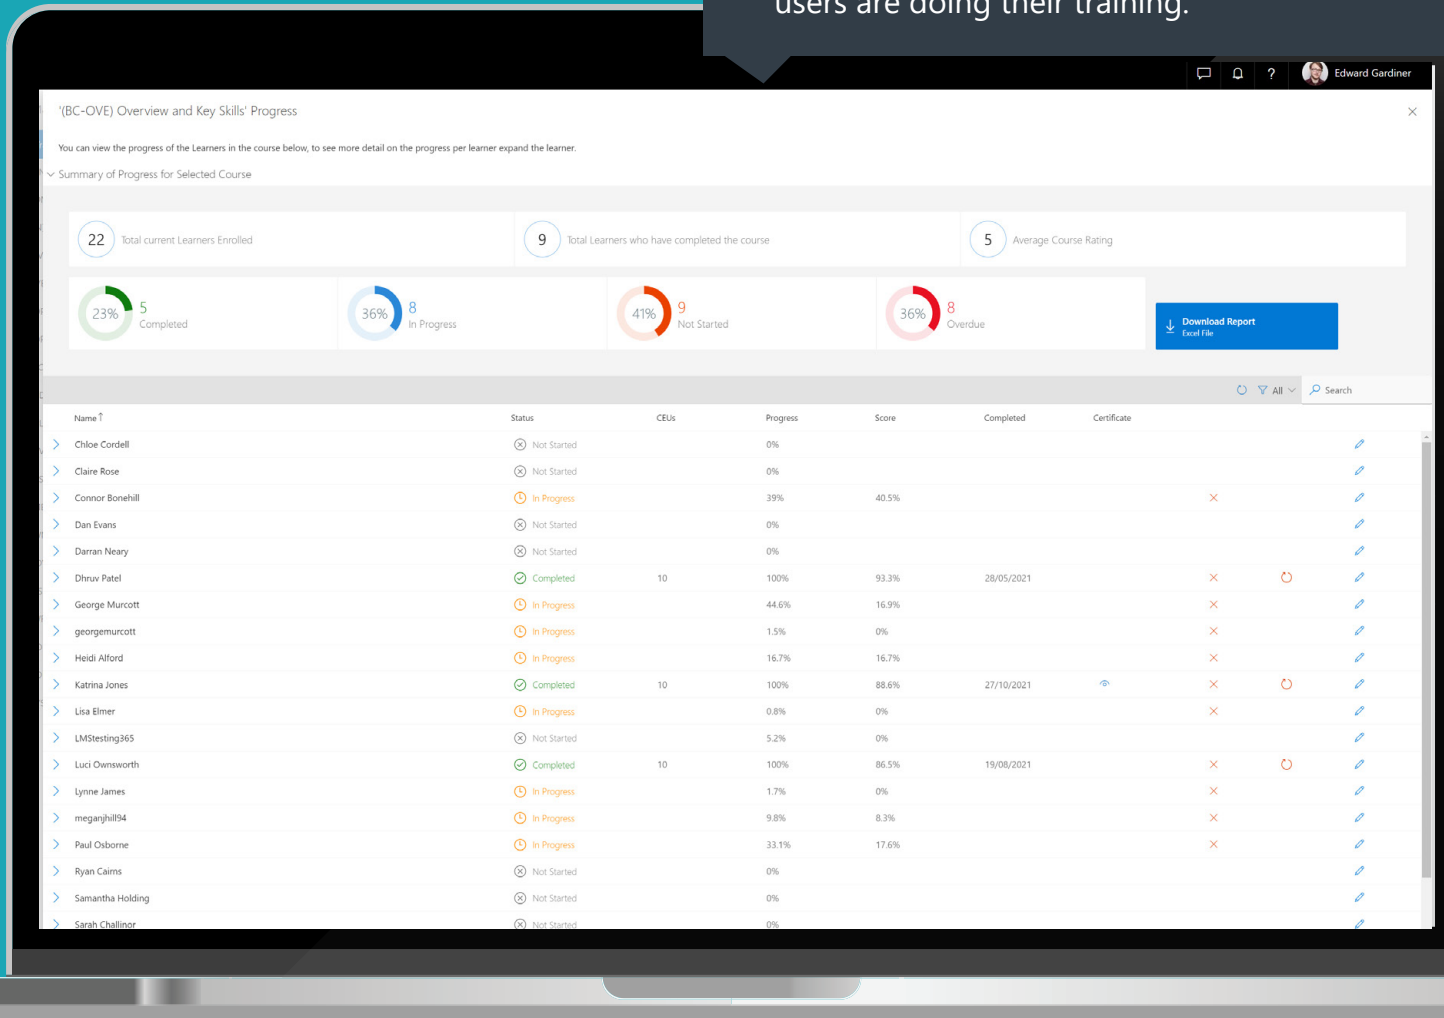 users are doing their training.
Edward Gardiner
'(BC-OVE) Overview and Key Skills' Progress
You can view the progress of the Learners in the course below, to see more detail on the progress per learner expand the learner.
Summary of Progress for Selected Course
22 Total current Learners Enrolled
9 Total Learners who have completed the course
5 Average Course Rating
23% 5 Completed
36% 8 In Progress
41% 9 Not Started
36% 8 Overdue
Download Report
Excel File
All Search
Name Status CEUs Progress Score Completed Certificate
Chloe Cordell Not Started 0%
Claire Rose Not Started 0%
Connor Bonehill In Progress 39% 40.5%
Dan Evans Not Started 0%
Darran Neary Not Started 0%
Dhruv Patel Completed 10 100% 93.3% 28/05/2021
George Murcott In Progress 44.6% 16.9%
georgemurcott In Progress 1.5% 0%
Heidi Alford In Progress 16.7% 16.7%
Katrina Jones Completed 10 100% 88.6% 27/10/2021
Lisa Elmer In Progress 0.8% 0%
LMStesting365 Not Started 5.2% 0%
Luci Ownsworth Completed 10 100% 86.5% 19/08/2021
Lynne James In Progress 1.7% 0%
meganjhill94 In Progress 9.8% 8.3%
Paul Osborne In Progress 33.1% 17.6%
Ryan Cairns Not Started 0%
Samantha Holding Not Started 0%
Sarah Challinor Not Started 0%